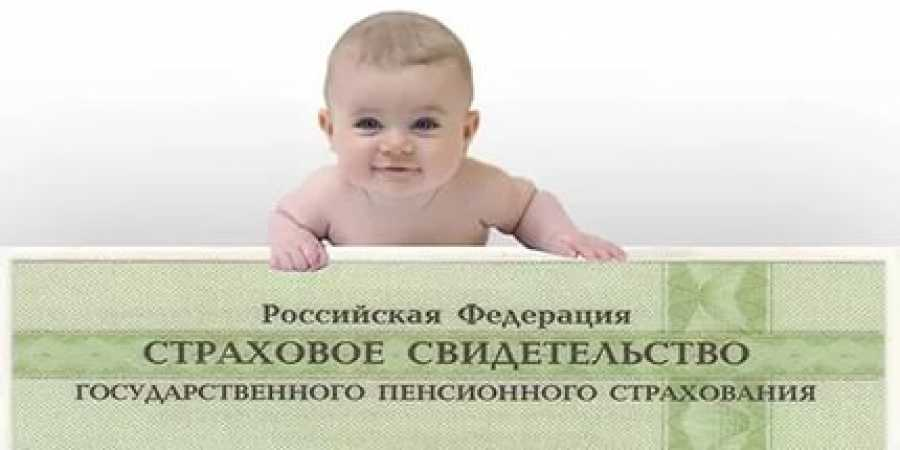 Российская Федерация
СТРАХОВОЕ СВИДЕТЕЛЬСТВО
ГОСУДАРСТВЕННОГО ПЕНСИОННОГО СТРАХОВАНИЯ